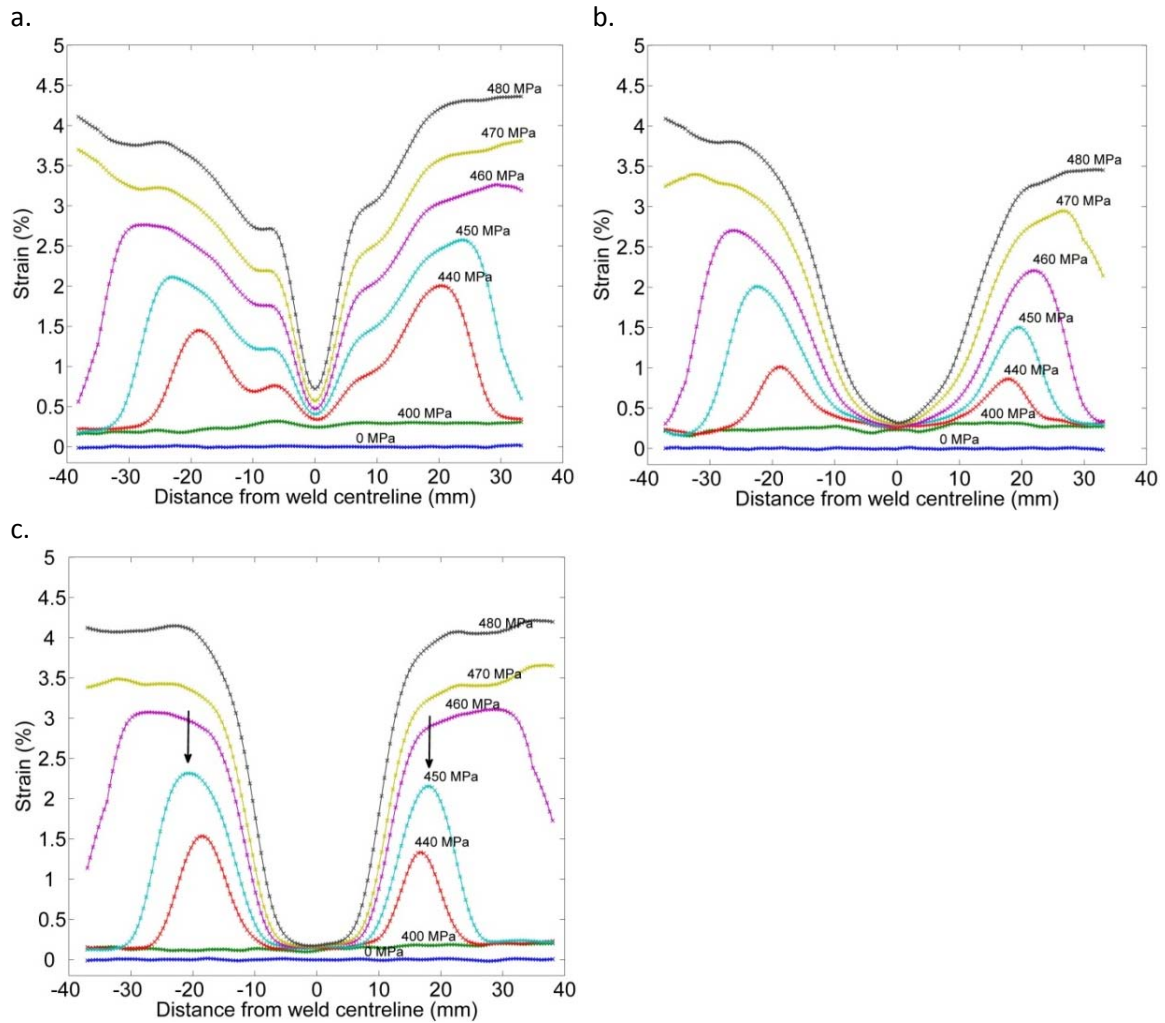 a.
5
4.5
4
3.5
3
2.5
2
1.5
1
0.5
0
Strain (%)
480 MPa
470 MPa
460 MPa
450 MPa
440 MPa
400 MPa
0 MPa
-40 -30 -20 -10 0 10 20 30 40
Distance from weld centreline (mm)
b.
5
4.5
4
3.5
3
2.5
2
1.5
1
0.5
0
Strain (%)
480 MPa
470 MPa
460 MPa
450 MPa
440 MPa
400 MPa
0 MPa
-40 -30 -20 -10 0 10 20 30 40
Distance from weld centreline (mm)
c.
5
4.5
4
3.5
3
2.5
2
1.5
1
0.5
0
Strain (%)
480 MPa
470 MPa
460 MPa
450 MPa
440 MPa
400 MPa
0 MPa
-40 -30 -20 -10 0 10 20 30 40
Distance from weld centreline (mm)